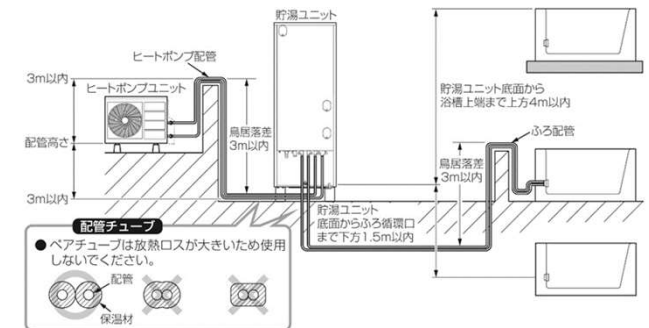 貯湯ユニット
ヒートポンプ配管
3m以内
ヒートポンプユニット
配管高さ
3m以内
鳥居落差
3m以内
貯湯ユニット底面から
浴槽上端まで上方4m以内
ふろ配管
鳥居落差
3m以内
貯湯ユニット
底面からふろ循環口
まで下方1.5m以内
配管チューブ
● ペアチューブは放熱ロスが大きいため使用
しないでください。
配管
保温材